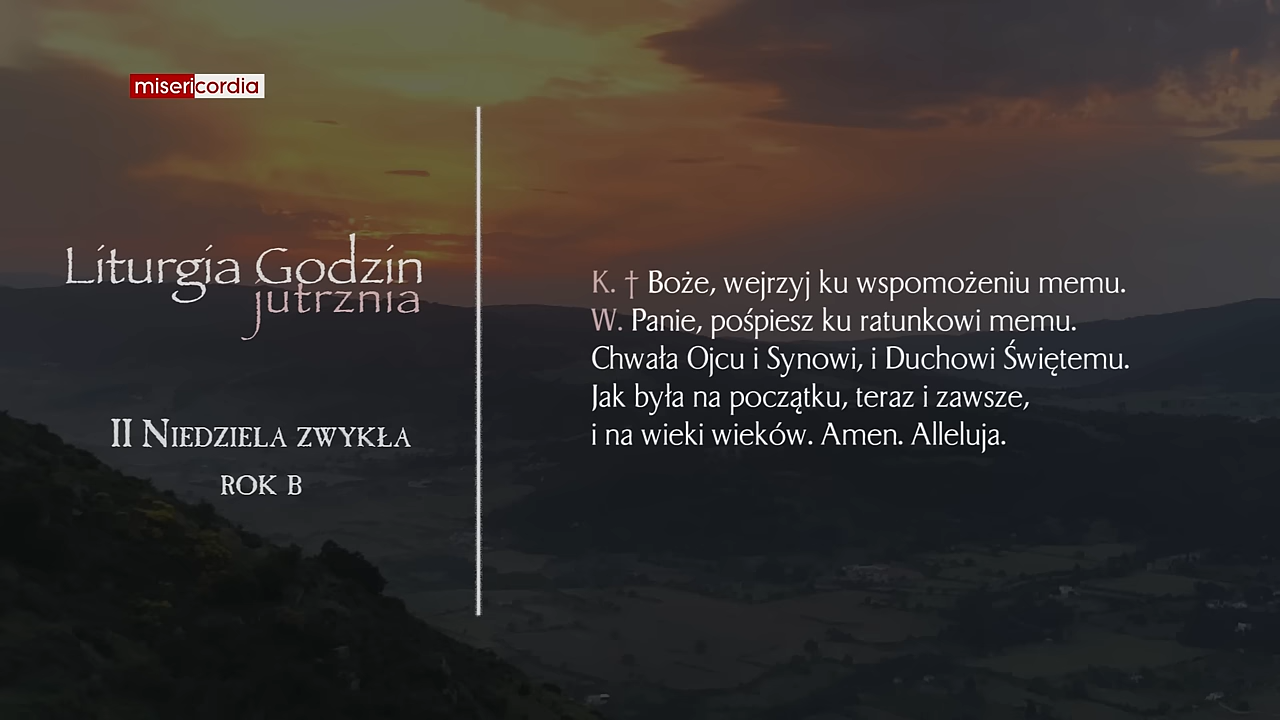 misericordia
Liturgia Godzin
jutrznia
II Niedziela zwykła
rok B
K. † Boże, wejrzyj ku wspomożeniu memu.
W. Panie, pośpiesz ku ratunkowi memu.
Chwała Ojcu i Synowi, i Duchowi Świętemu.
Jak była na początku, teraz i zawsze,
i na wieki wieków. Amen. Alleluja.